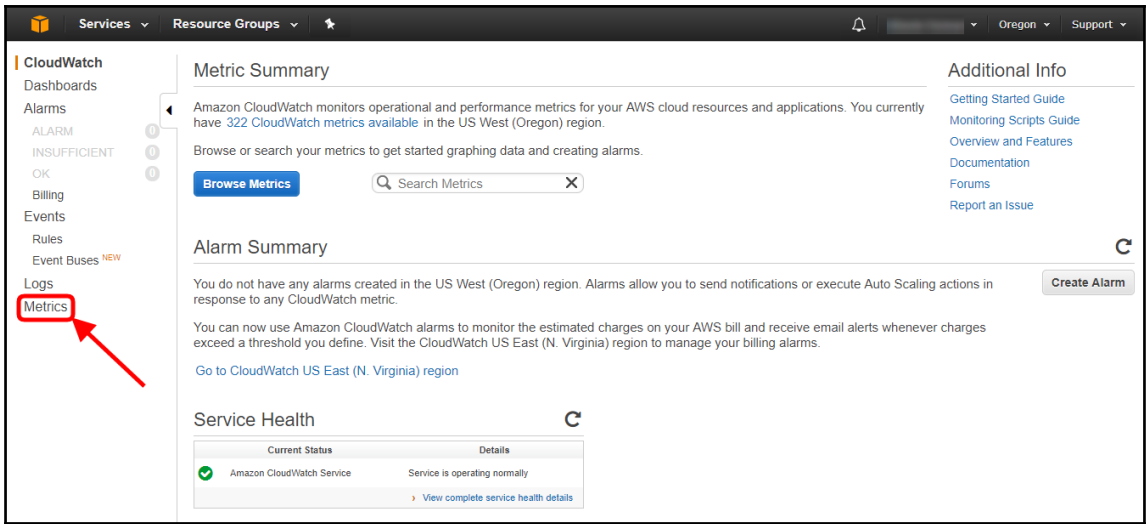 Services Resource Groups Oregon Support
CloudWatch
Dashboards
Alarms
ALARM 0
INSUFFICIENT 0
OK 0
Billing
Events
Rules
Event Buses NEW
Logs
Metrics
Metric Summary
Amazon CloudWatch monitors operational and performance metrics for your AWS cloud resources and applications. You currently
have 322 CloudWatch metrics available in the US West (Oregon) region.
Browse or search your metrics to get started graphing data and creating alarms.
Browse Metrics Search Metrics
Additional Info
Getting Started Guide
Monitoring Scripts Guide
Overview and Features
Documentation
Forums
Report an Issue
Alarm Summary
You do not have any alarms created in the US West (Oregon) region. Alarms allow you to send notifications or execute Auto Scaling actions in
response to any CloudWatch metric.
Create Alarm
You can now use Amazon CloudWatch alarms to monitor the estimated charges on your AWS bill and receive email alerts whenever charges
exceed a threshold you define. Visit the CloudWatch US East (N. Virginia) region to manage your billing alarms.
Go to CloudWatch US East (N. Virginia) region
Service Health
Current Status Details
Amazon CloudWatch Service Service is operating normally
View complete service health details